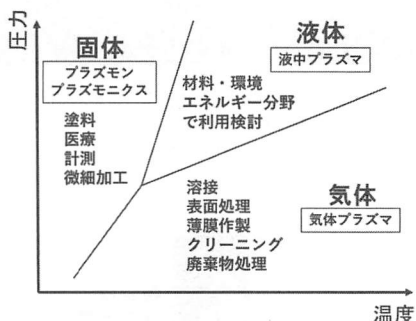 圧力
固体
プラズモン
プラズモニクス
塗料
医療
計測
微細加工
液体
液中プラズマ
材料・環境
エネルギー分野
で利用検討
溶接
表面処理
薄膜作製
クリーニング
廃棄物処理
気体
気体プラズマ
温度